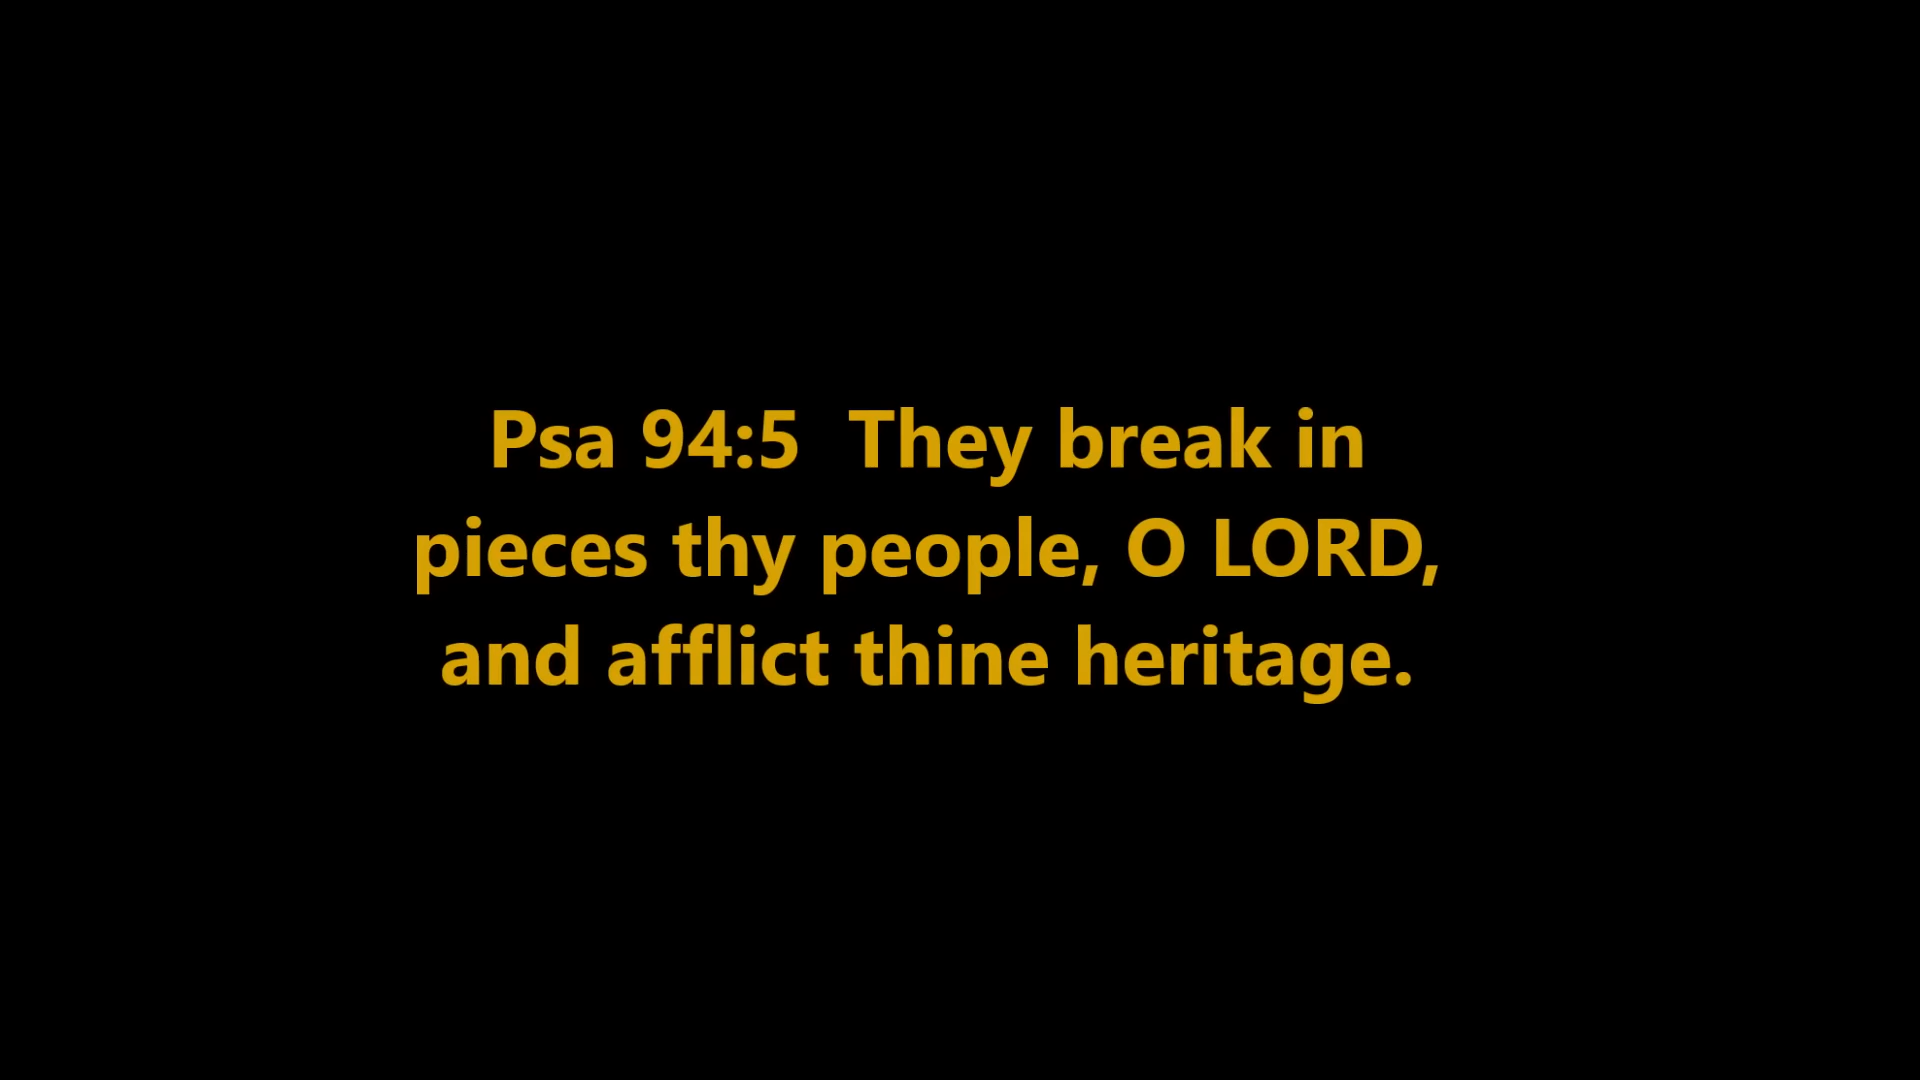 Psa 94:5  They break in
pieces thy people, O LORD,
and afflict thine heritage.